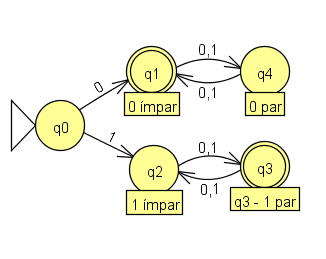 0,1
q1
q4
0
0,1
0 ímpar
0 par
q0
1
0,1
q2
q3
0,1
1 ímpar
q3 - 1 par